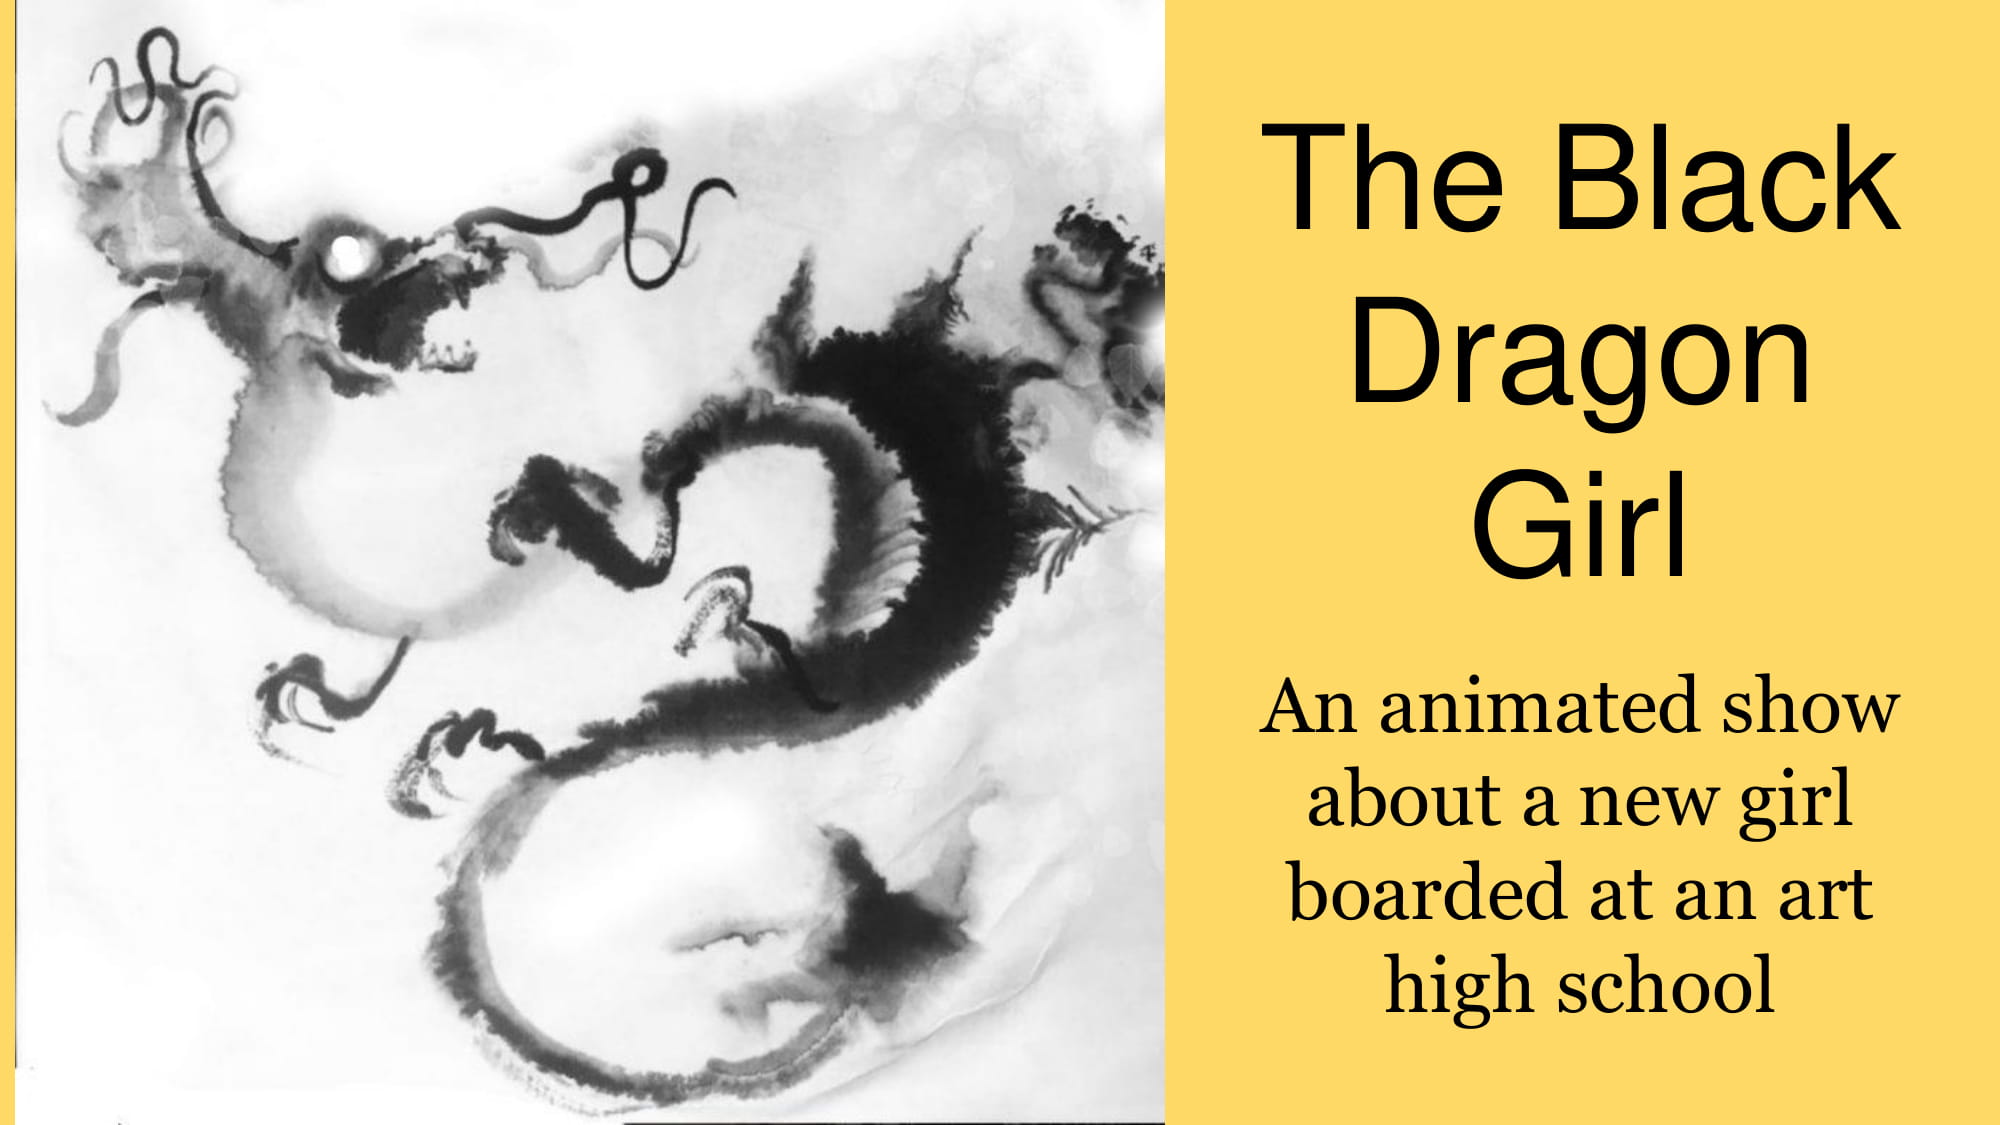 The Black
Dragon
Girl
An animated show
about a new girl
boarded at an art
high school